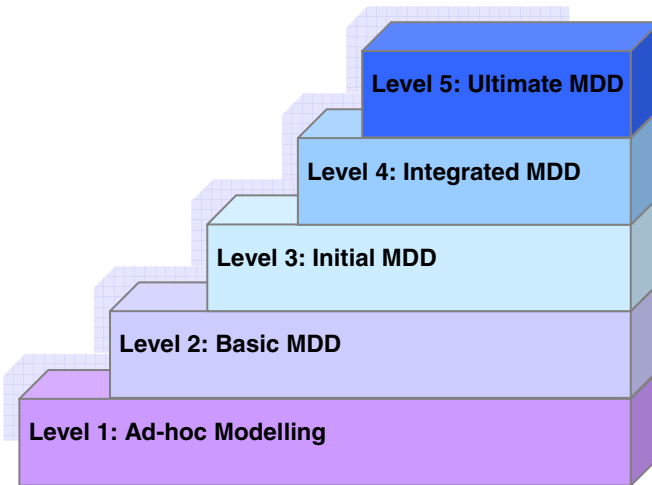 Level 5: Ultimate MDD
Level 4: Integrated MDD
Level 3: Initial MDD
Level 2: Basic MDD
Level 1: Ad-hoc Modelling